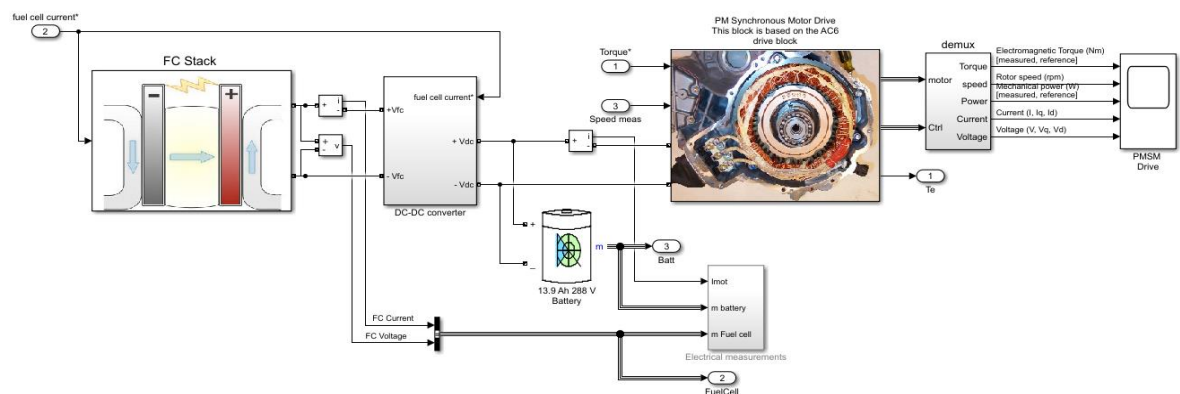 fuel cell current*
2
FC Stack
- +
+ i
-
+ v
-
+Vfc
- Vfc
fuel cell current*
+ Vdc
- Vdc
DC-DC converter
+ i
-
PM Synchronous Motor Drive
This block is based on the AC6
drive block
Torque*
1
3
Speed meas
demux
motor
Ctrl
Torque
speed
Power
Current
Voltage
Electromagnetic Torque (Nm)
[measured, reference]
Rotor speed (rpm)
Mechanical power (W)
[measured, reference]
Current (I, Iq, Id)
Voltage (V, Vq, Vd)
PMSM
Drive
1
Te
+
_
m
3
Batt
13.9 Ah 288 V
Battery
Imot
m battery
m Fuel cell
Electrical measurements
FC Current
FC Voltage
2
FuelCell